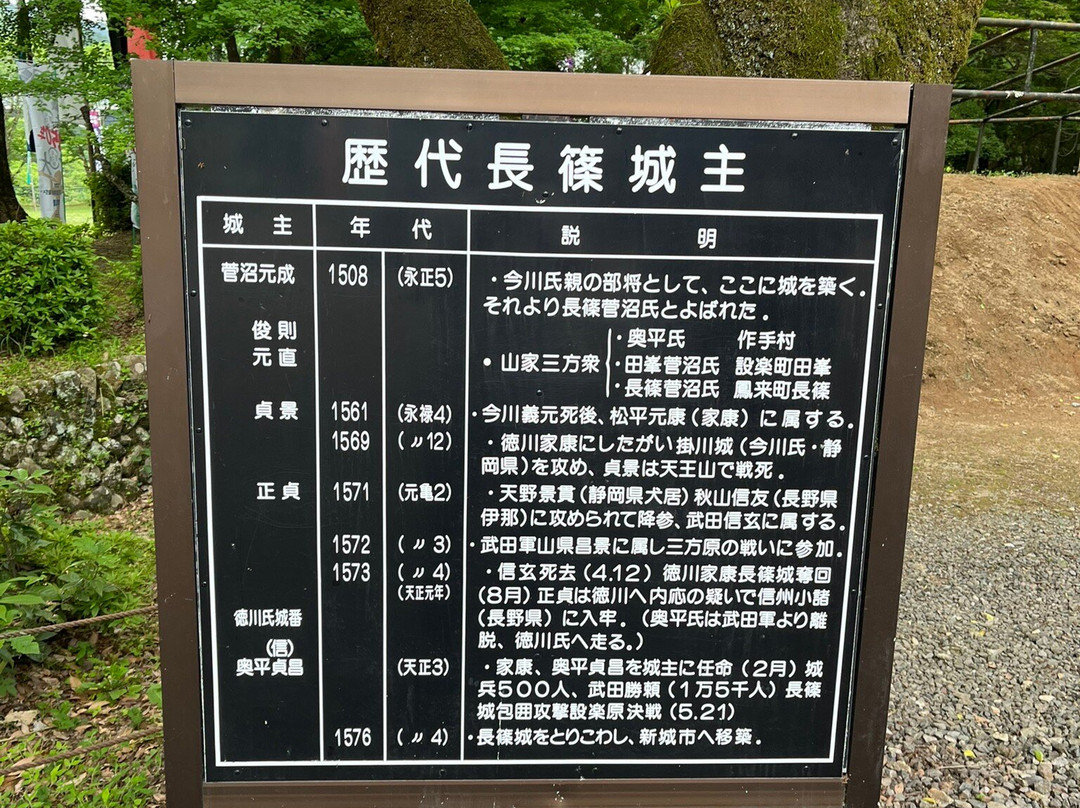 歴代長篠城主
城主 年代 説明
菅沼元成 1508 (永正5) ・今川氏親の部将として、ここに城を築く。
それより長篠菅沼氏とよばれた。
俊則 ・奥平氏 作手村
元直 ●山家三方衆 ・田峯菅沼氏 設楽町田峯
・長篠菅沼氏 鳳来町長篠
貞景 1561 (永禄4) ・今川義元死後、松平元康(家康)に属する。
1569 (〃12) ・徳川家康にしたがい掛川城(今川氏・静
岡県)を攻め、貞景は天王山で戦死。
正貞 1571 (元亀2) ・天野景貫(静岡県犬居)秋山信友(長野県
伊那)に攻められて降参、武田信玄に属する。
1572 (〃3) ・武田軍山県昌景に属し三方原の戦いに参加。
1573 (〃4) ・信玄死去(4.12)徳川家康長篠城奪回
(天正元年) (8月)正貞は徳川へ内応の疑いで信州小諸
徳川氏城番 (長野県)に入牢。(奥平氏は武田軍より離
脱、徳川氏へ走る。)
(信)
奥平貞昌 (天正3) ・家康、奥平貞昌を城主に任命(2月)城
兵500人、武田勝頼(1万5千人)長篠
城包囲攻撃設楽原決戦(5.21)
1576 (〃4) ・長篠城をとりこわし、新城市へ移築。